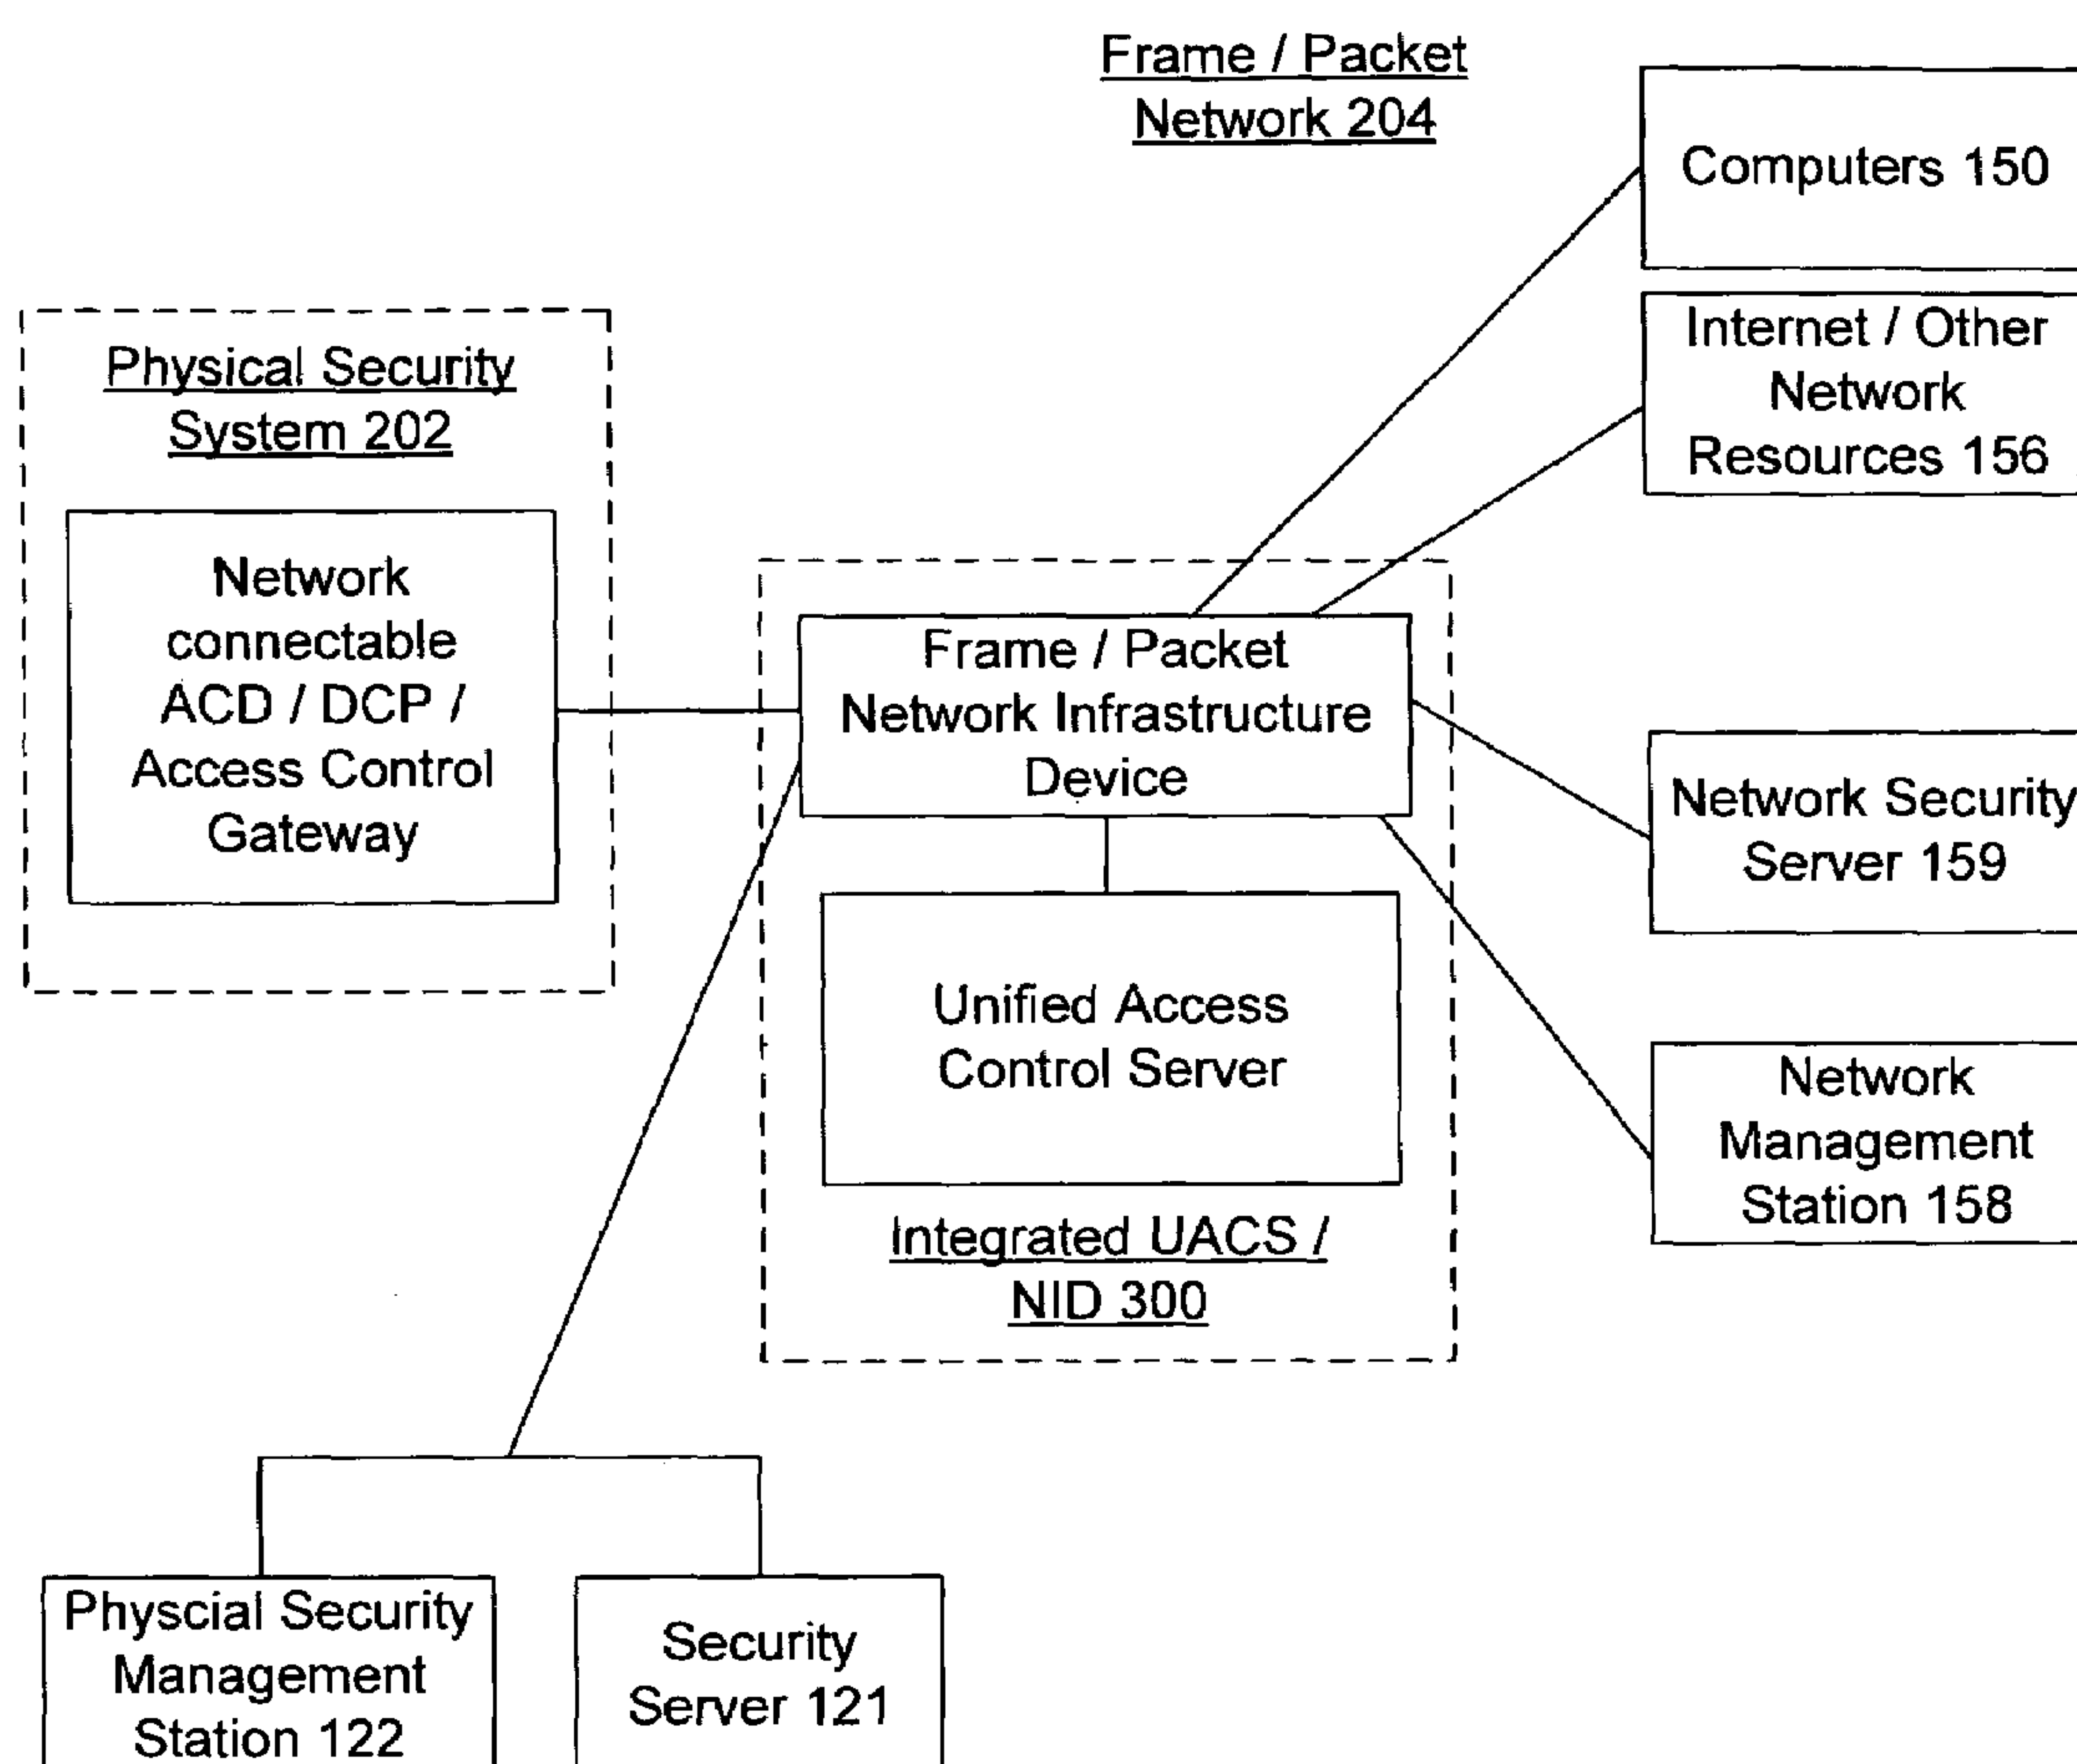 Frame / Packet
Network 204
Computers 150
Internet / Other
Network
Resources 156
Physical Security
System 202
Network
connectable
ACD / DCP /
Access Control
Gateway
Frame / Packet
Network Infrastructure
Device
Network Security
Server 159
Unified Access
Control Server
Network
Management
Station 158
Integrated UACS /
NID 300
Physcial Security
Management
Station 122
Security
Server 121